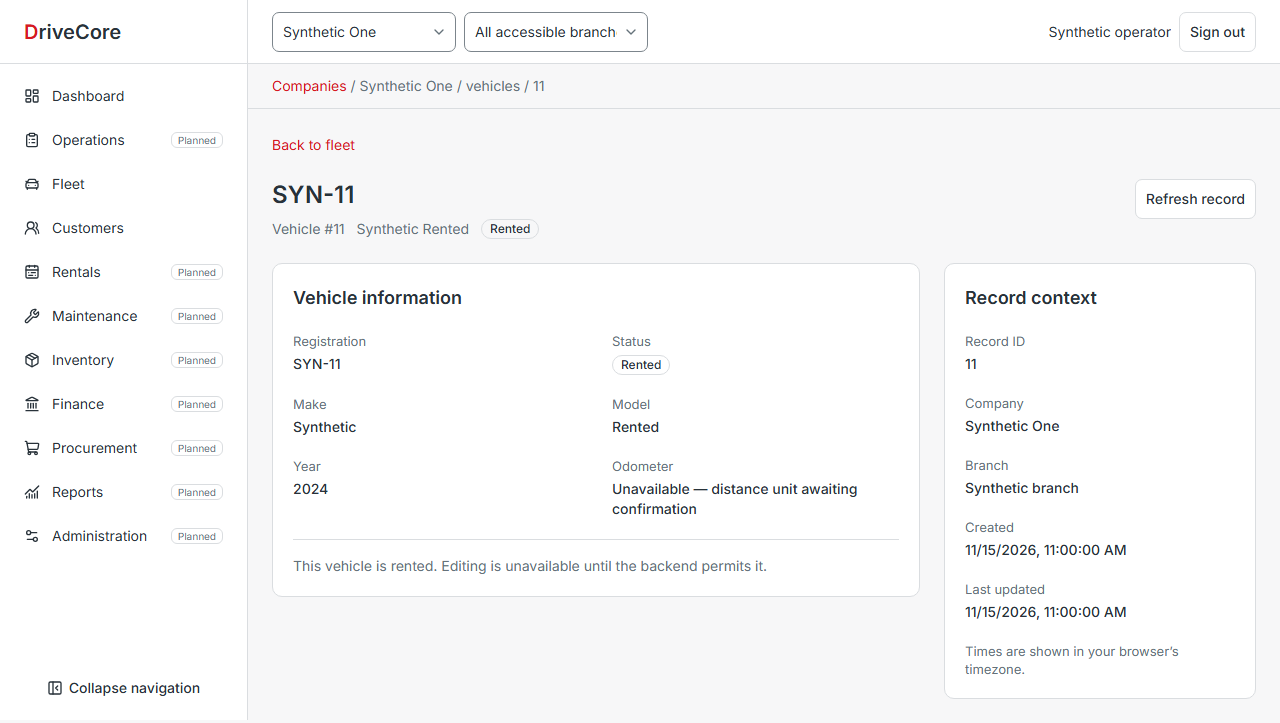 DriveCore
Synthetic One
All accessible branch
Synthetic operator
Sign out
Dashboard
Operations Planned
Fleet
Customers
Rentals Planned
Maintenance Planned
Inventory Planned
Finance Planned
Procurement Planned
Reports Planned
Administration Planned
Collapse navigation
Companies / Synthetic One / vehicles / 11
Back to fleet
SYN-11
Vehicle #11 Synthetic Rented Rented
Refresh record
Vehicle information
Registration
SYN-11
Status
Rented
Make
Synthetic
Model
Rented
Year
2024
Odometer
Unavailable — distance unit awaiting
confirmation
This vehicle is rented. Editing is unavailable until the backend permits it.
Record context
Record ID
11
Company
Synthetic One
Branch
Synthetic branch
Created
11/15/2026, 11:00:00 AM
Last updated
11/15/2026, 11:00:00 AM
Times are shown in your browser’s
timezone.